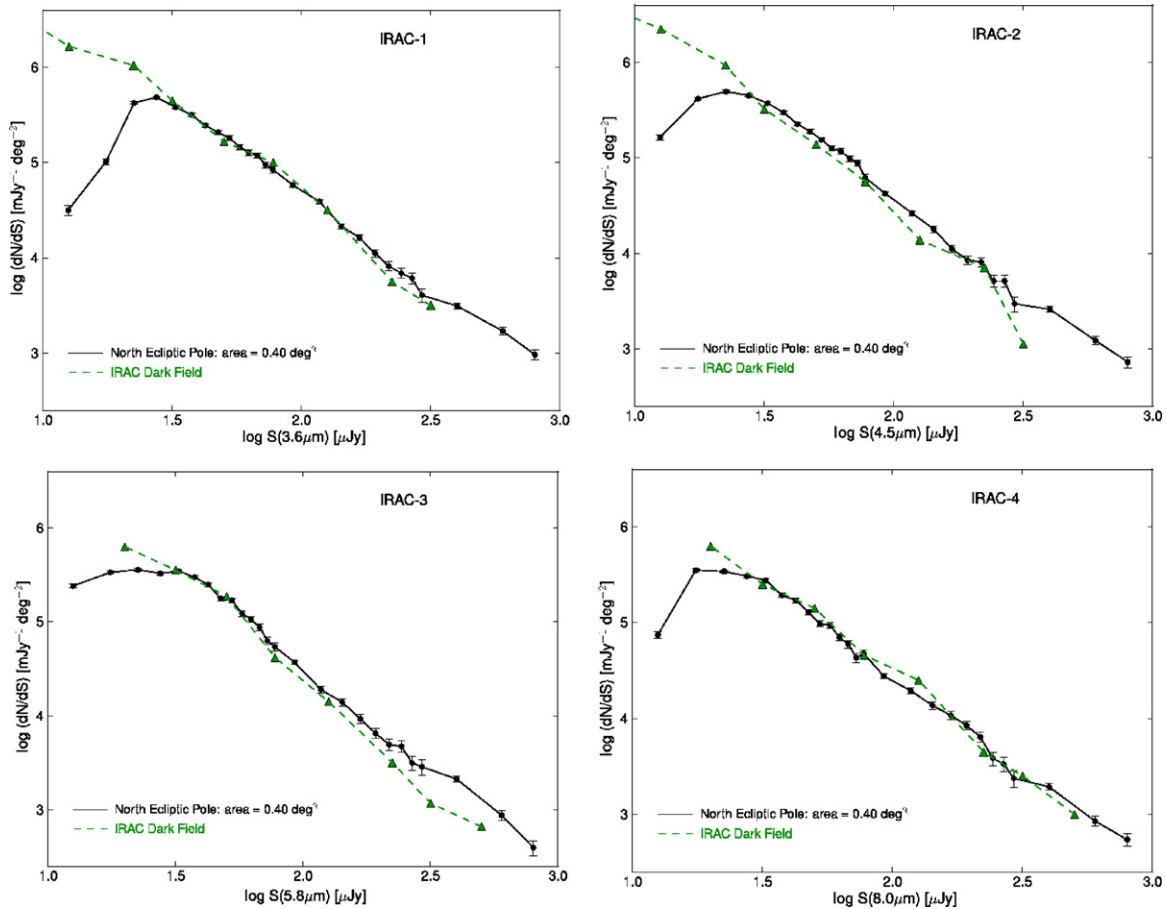 IRAC-1
6
5
4
3
log (dN/dS) [mJy⁻¹ deg⁻²]
North Ecliptic Pole: area = 0.40 deg²
IRAC Dark Field
1.0 1.5 2.0 2.5 3.0
log S(3.6μm) [μJy]
IRAC-2
6
5
4
3
log (dN/dS) [mJy⁻¹ deg⁻²]
North Ecliptic Pole: area = 0.40 deg²
IRAC Dark Field
1.0 1.5 2.0 2.5 3.0
log S(4.5μm) [μJy]
IRAC-3
6
5
4
3
log (dN/dS) [mJy⁻¹ deg⁻²]
North Ecliptic Pole: area = 0.40 deg²
IRAC Dark Field
1.0 1.5 2.0 2.5 3.0
log S(5.8μm) [μJy]
IRAC-4
6
5
4
3
log (dN/dS) [mJy⁻¹ deg⁻²]
North Ecliptic Pole: area = 0.40 deg²
IRAC Dark Field
1.0 1.5 2.0 2.5 3.0
log S(8.0μm) [μJy]